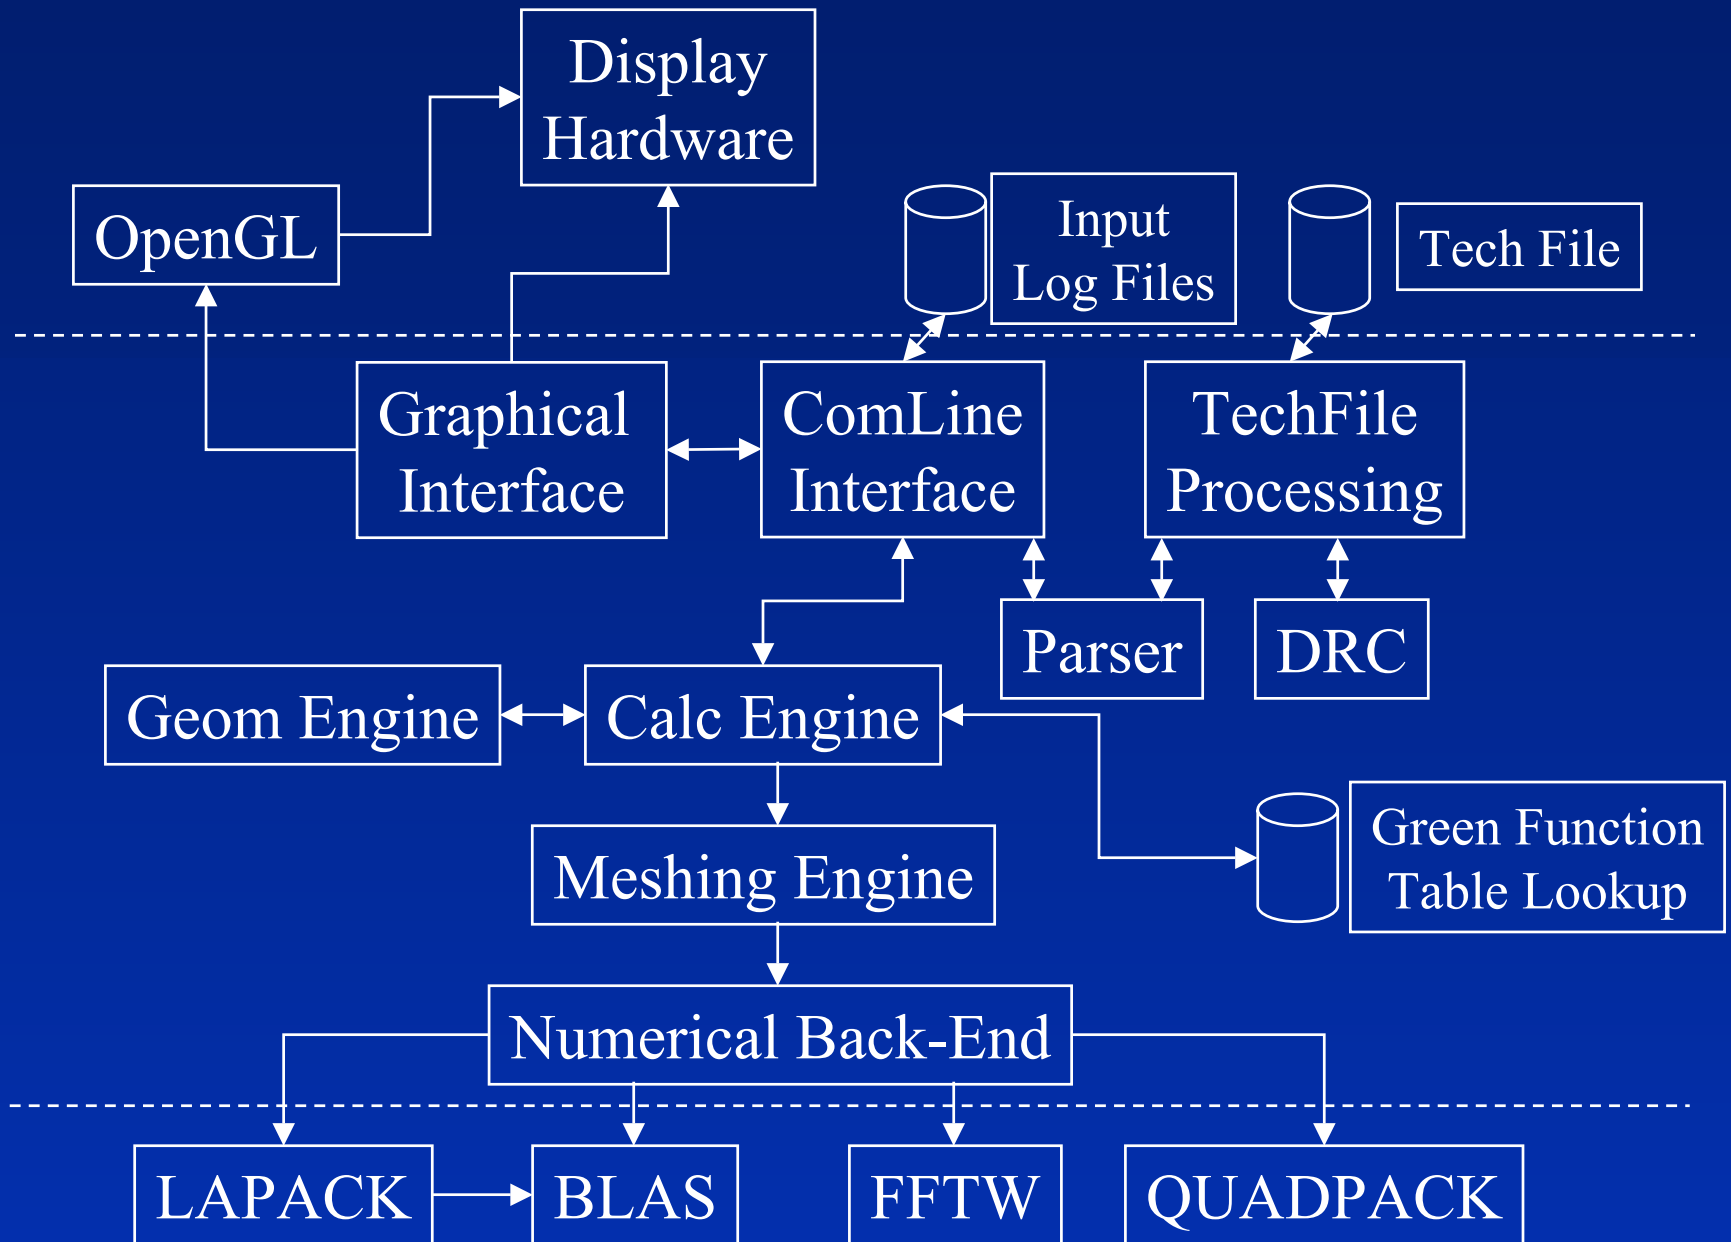 Display
Hardware
OpenGL
Input
Log Files
Tech File
Graphical
Interface
ComLine
Interface
TechFile
Processing
Parser
DRC
Geom Engine
Calc Engine
Green Function
Table Lookup
Meshing Engine
Numerical Back-End
LAPACK
BLAS
FFTW
QUADPACK